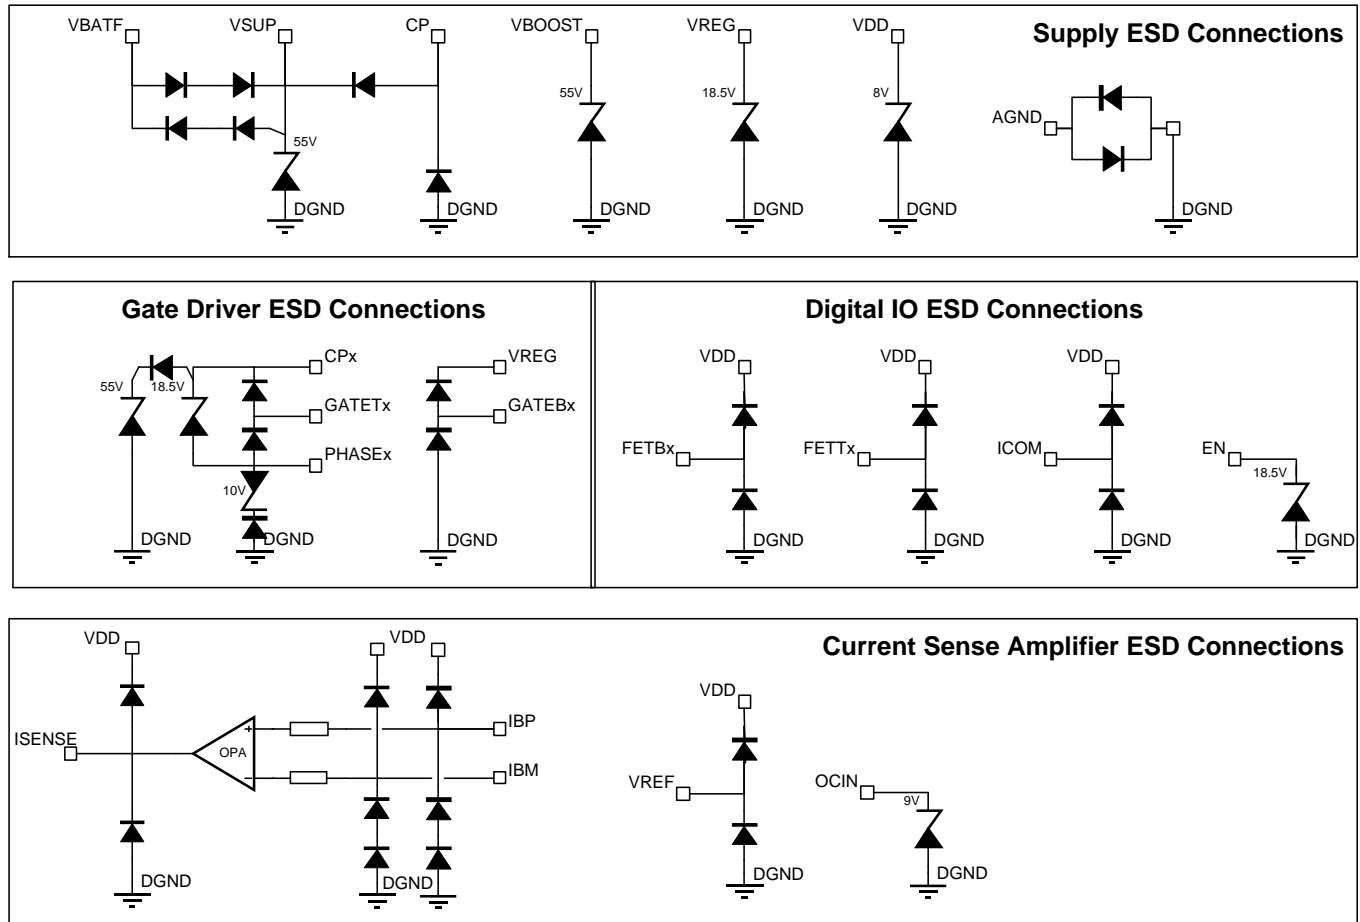 VBATF VSUP CP VBOOST VREG VDD Supply ESD Connections
55V 18.5V 8V
AGND
55V
DGND DGND DGND DGND DGND DGND
Gate Driver ESD Connections
CPx VREG
55V 18.5V
GATETx GATEBx
PHASEx
10V
DGND DGND DGND
Digital IO ESD Connections
VDD VDD VDD
FETBx FETTx ICOM EN
18.5V
DGND DGND DGND DGND
Current Sense Amplifier ESD Connections
VDD VDD
ISENSE + OPA IBP
- IBM
DGND DGND
VDD
VREF OCIN
9V
DGND DGND